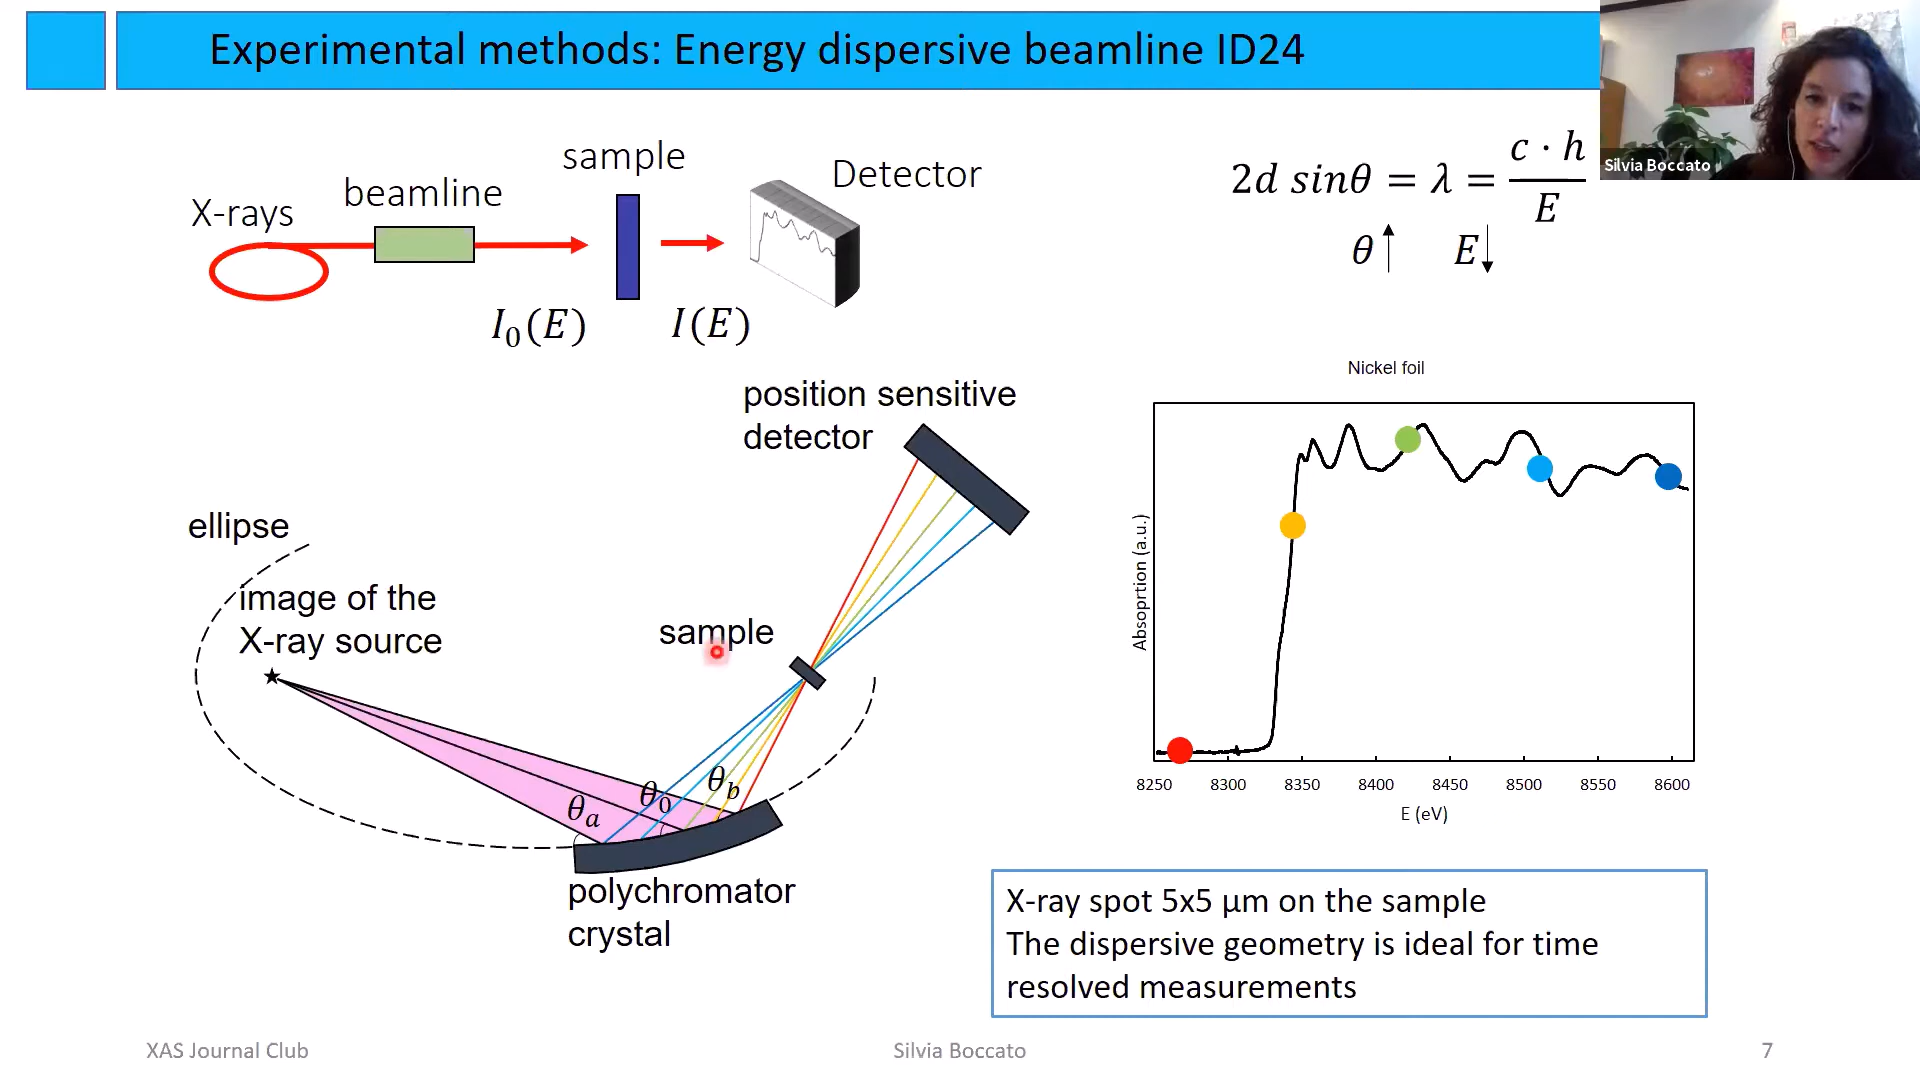 Experimental methods: Energy dispersive beamline ID24
Silvia Boccato
X-rays
beamline
sample
Detector
I₀(E)
I(E)
2d sinθ = λ = c · h / E
θ↑ E↓
position sensitive
detector
ellipse
image of the
X-ray source
sample
θa
θ0
θb
polychromator
crystal
Nickel foil
Absoprtion (a.u.)
8250 8300 8350 8400 8450 8500 8550 8600
E (eV)
X-ray spot 5x5 µm on the sample
The dispersive geometry is ideal for time
resolved measurements
XAS Journal Club
Silvia Boccato
7